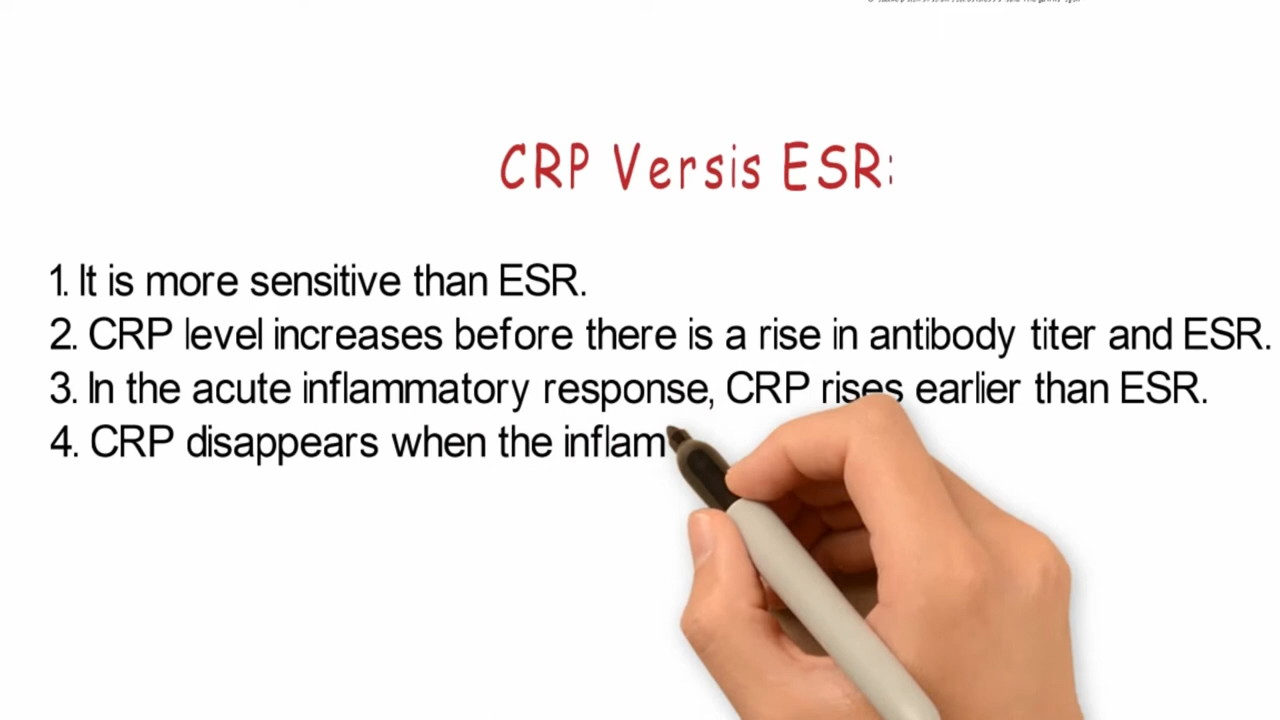 CRP Versis ESR:
1. It is more sensitive than ESR.
2. CRP level increases before there is a rise in antibody titer and ESR.
3. In the acute inflammatory response, CRP rises earlier than ESR.
4. CRP disappears when the inflam